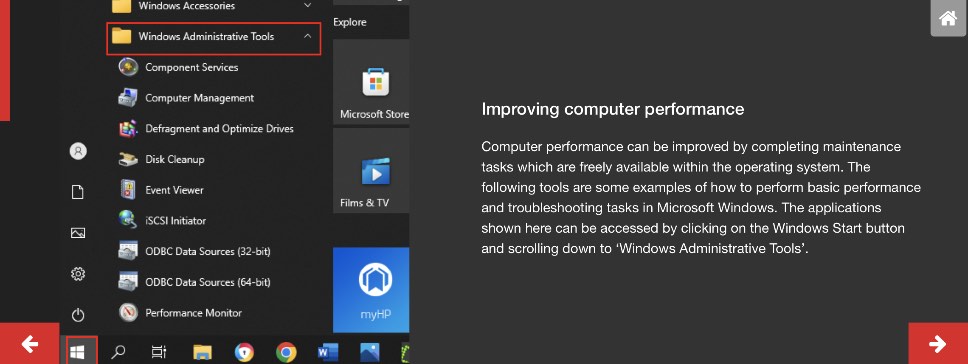 Windows Accessories
Explore
Windows Administrative Tools
Component Services
Computer Management
Microsoft Store
Defragment and Optimize Drives
Disk Cleanup
Event Viewer
Films & TV
iSCSI Initiator
ODBC Data Sources (32-bit)
ODBC Data Sources (64-bit)
Performance Monitor
myHP
Improving computer performance
Computer performance can be improved by completing maintenance
tasks which are freely available within the operating system. The
following tools are some examples of how to perform basic performance
and troubleshooting tasks in Microsoft Windows. The applications
shown here can be accessed by clicking on the Windows Start button
and scrolling down to ‘Windows Administrative Tools’.